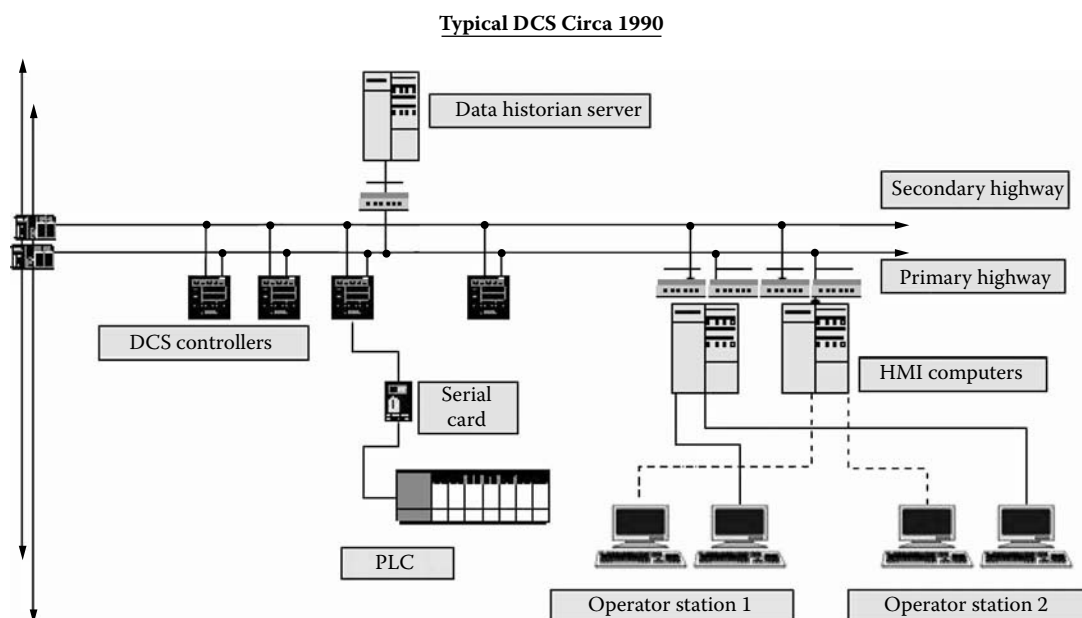 Typical DCS Circa 1990
Data historian server
Secondary highway
Primary highway
DCS controllers
HMI computers
Serial
card
PLC
Operator station 1
Operator station 2